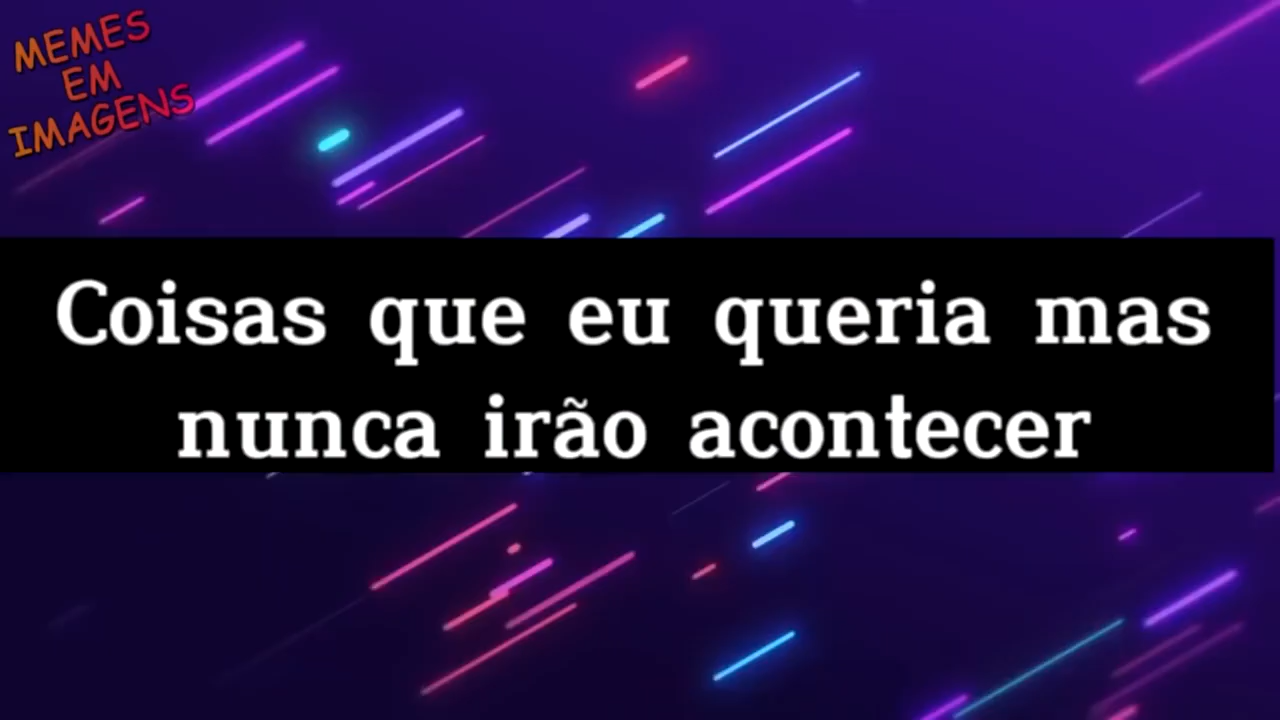 MEMES
EM
IMAGENS
Coisas que eu queria mas
nunca irão acontecer